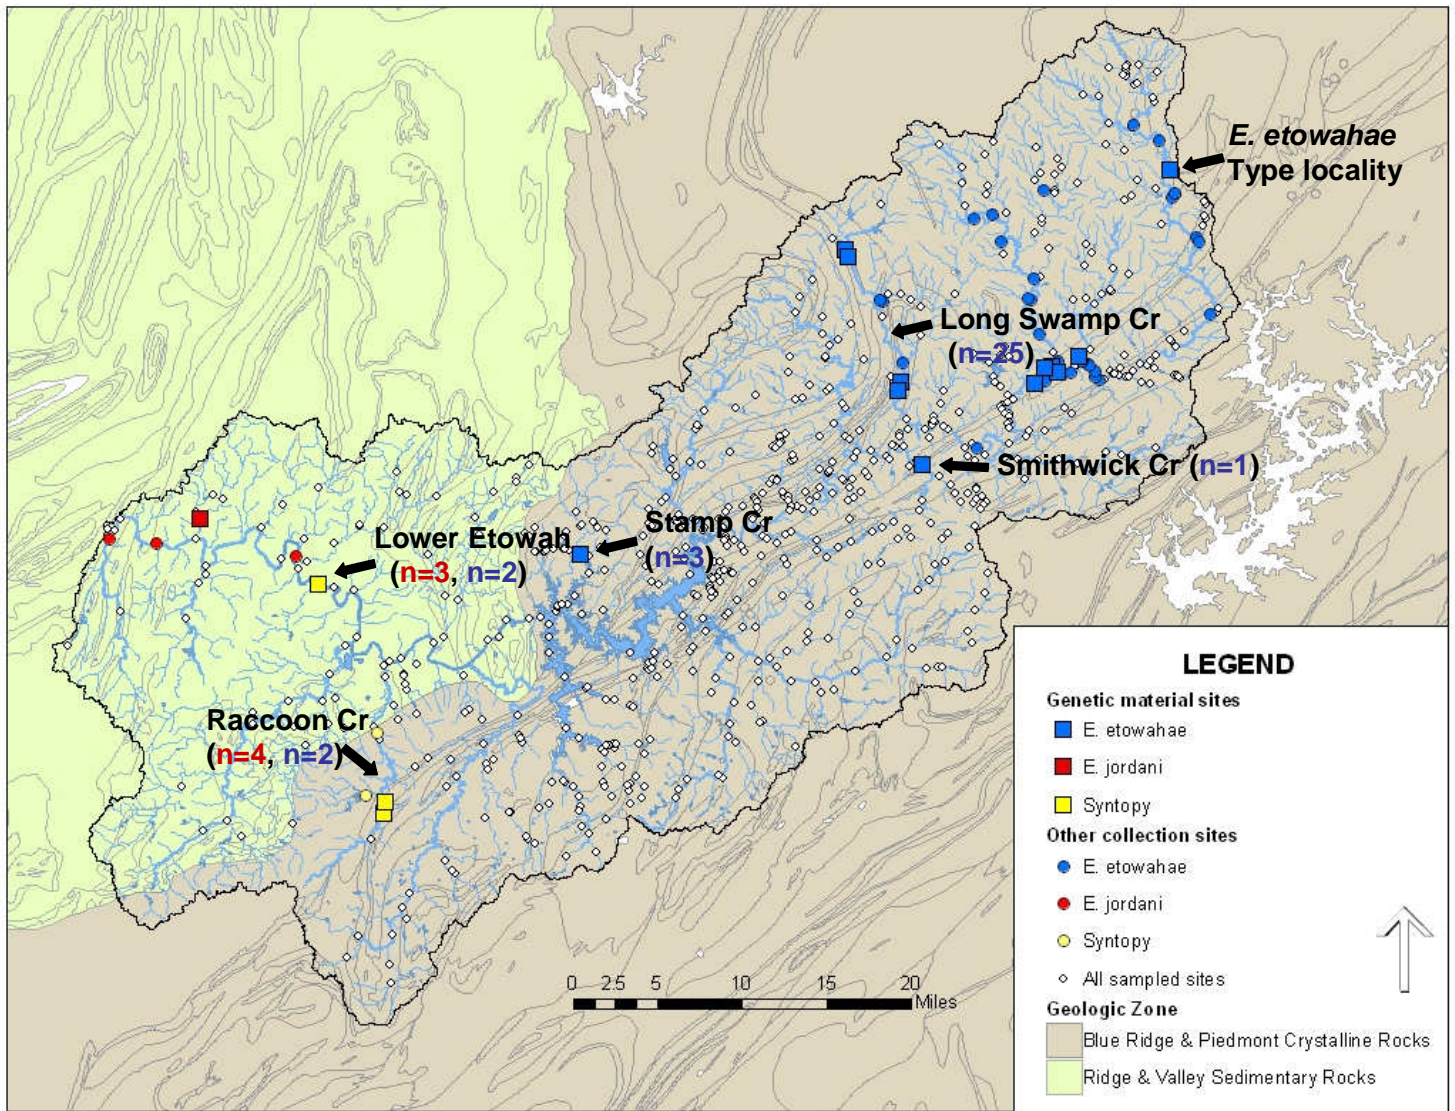 E. etowahae
Type locality
Long Swamp Cr
(n=25)
Smithwick Cr (n=1)
Stamp Cr
(n=3)
Lower Etowah
(n=3, n=2)
Raccoon Cr
(n=4, n=2)
0 2.5 5 10 15 20
Miles
LEGEND
Genetic material sites
E. etowahae
E. jordani
Syntopy
Other collection sites
E. etowahae
E. jordani
Syntopy
All sampled sites
Geologic Zone
Blue Ridge & Piedmont Crystalline Rocks
Ridge & Valley Sedimentary Rocks